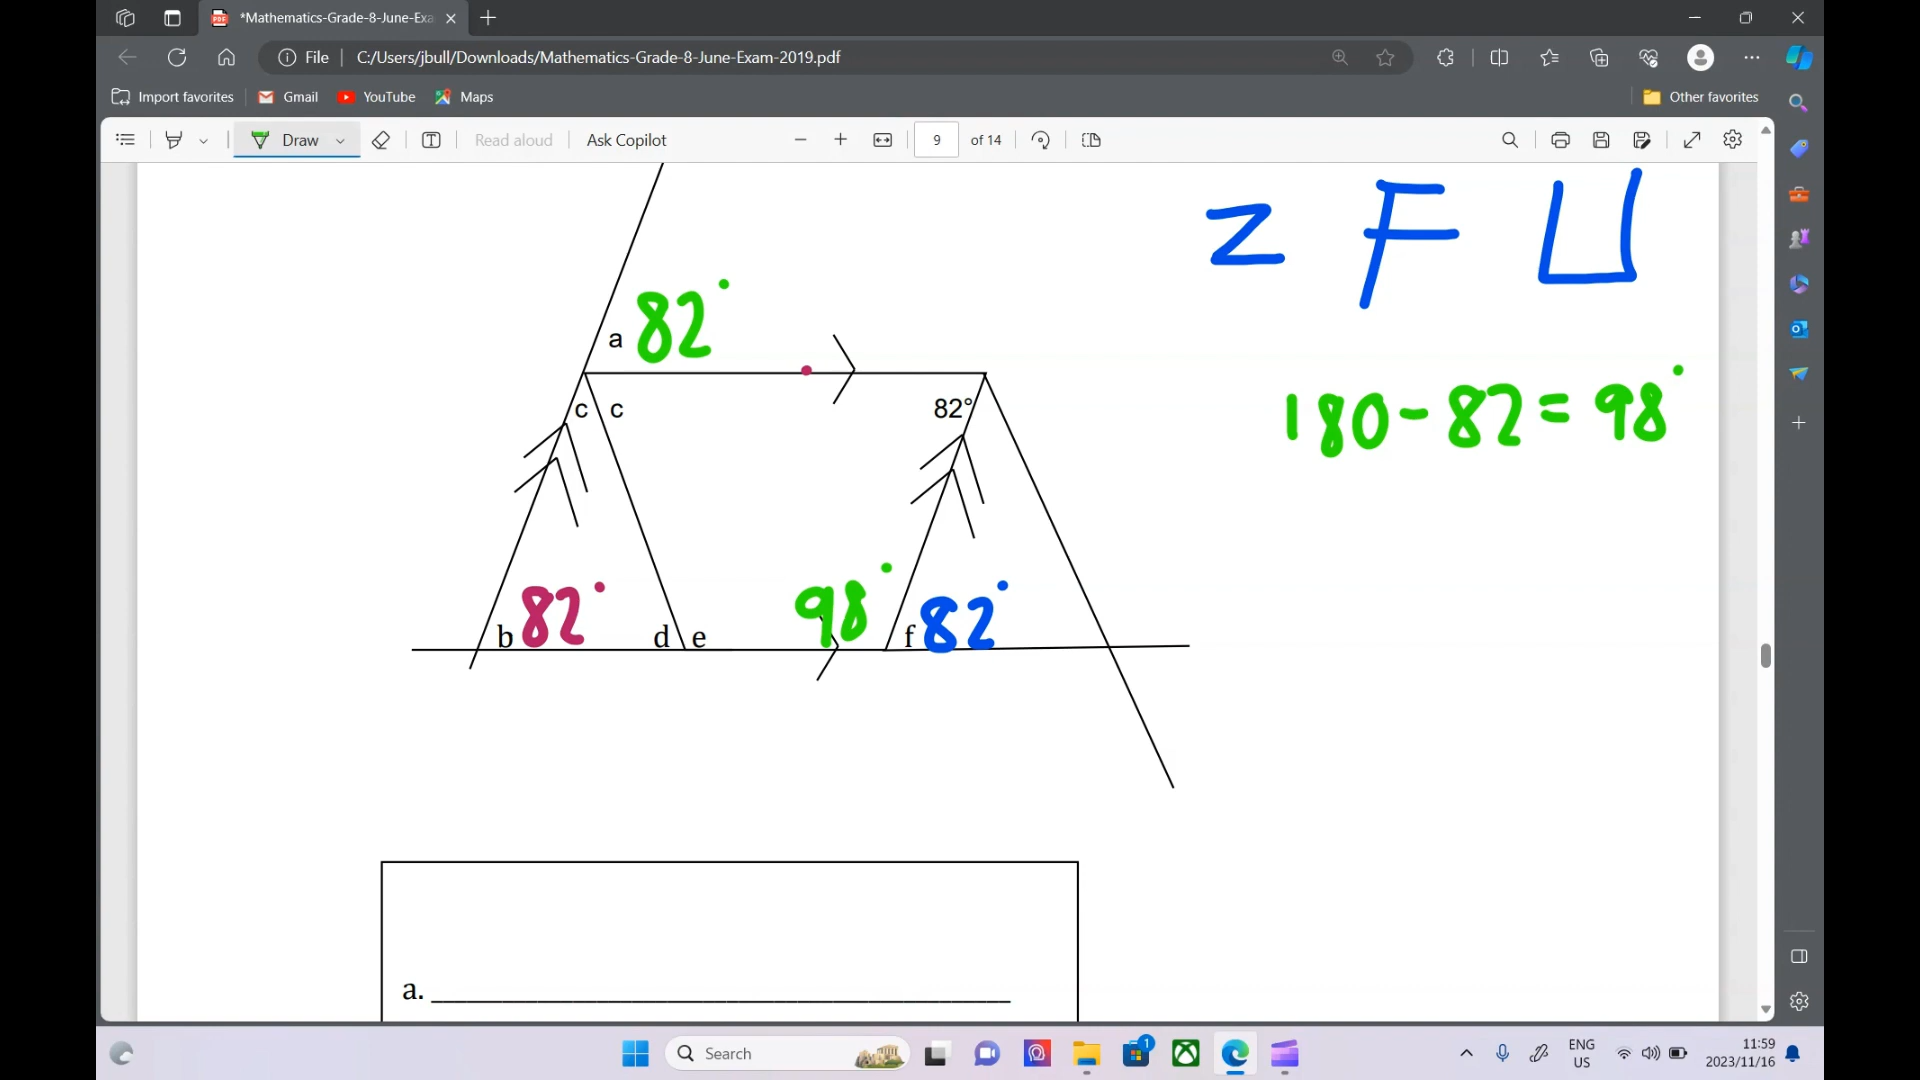 *Mathematics-Grade-8-June-Exa
File C:/Users/jbull/Downloads/Mathematics-Grade-8-June-Exam-2019.pdf
Import favorites Gmail YouTube Maps Other favorites
Draw Read aloud Ask Copilot 9 of 14
z F U
a 82°
c c 82°
180-82=98°
b 82° d e 98° f 82°
a. ____________________
Search
ENG
US
11:59
2023/11/16
1